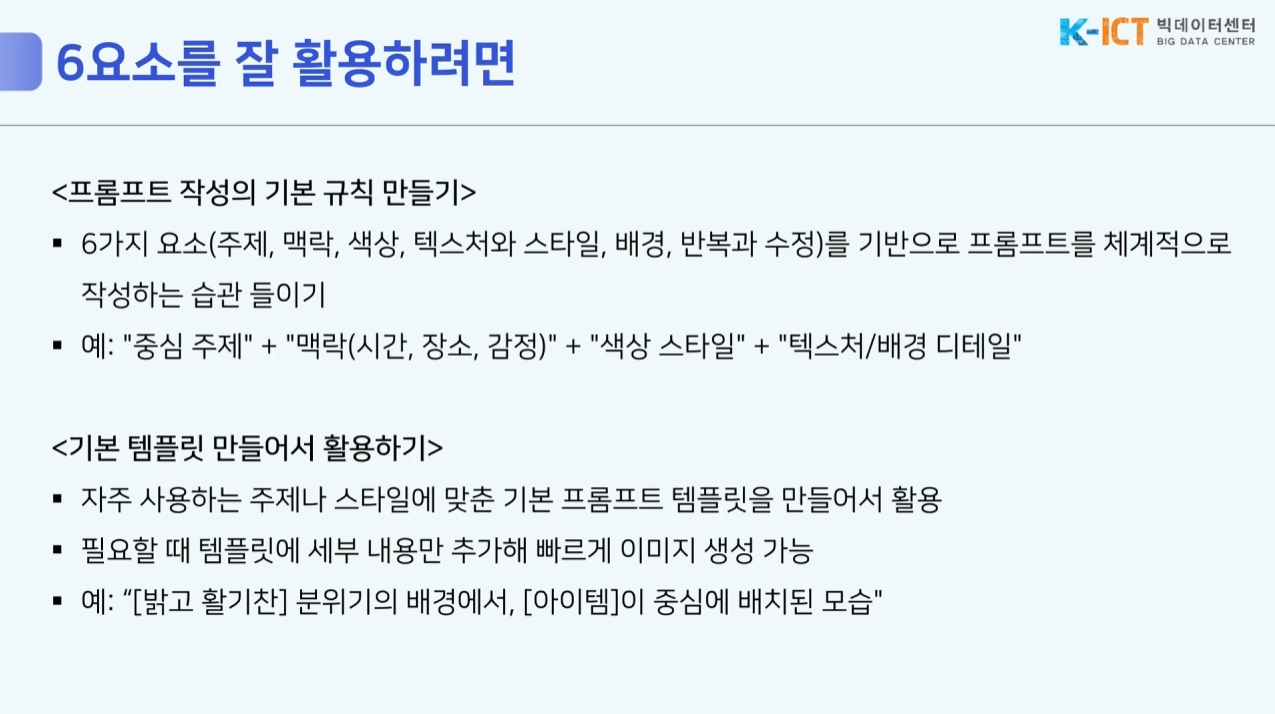 6요소를 잘 활용하려면
K-ICT 빅데이터센터
BIG DATA CENTER
<프롬프트 작성의 기본 규칙 만들기>
▪ 6가지 요소(주제, 맥락, 색상, 텍스처와 스타일, 배경, 반복과 수정)를 기반으로 프롬프트를 체계적으로
작성하는 습관 들이기
▪ 예: "중심 주제" + "맥락(시간, 장소, 감정)" + "색상 스타일" + "텍스처/배경 디테일"
<기본 템플릿 만들어서 활용하기>
▪ 자주 사용하는 주제나 스타일에 맞춘 기본 프롬프트 템플릿을 만들어서 활용
▪ 필요할 때 템플릿에 세부 내용만 추가해 빠르게 이미지 생성 가능
▪ 예: “[밝고 활기찬] 분위기의 배경에서, [아이템]이 중심에 배치된 모습"